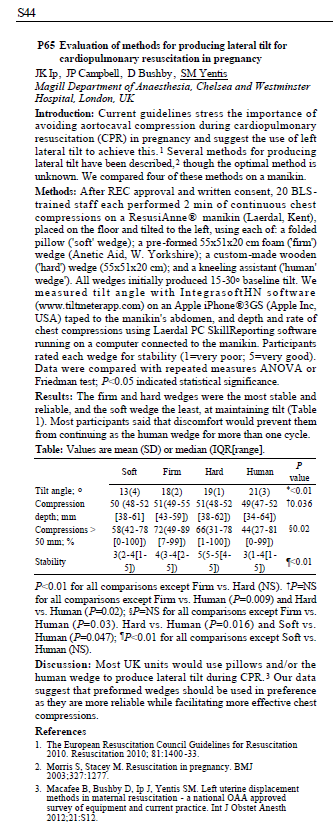 S44
P65 Evaluation of methods for producing lateral tilt for
cardiopulmonary resuscitation in pregnancy
JK Ip, JP Campbell, D Bushby, SM Yentis
Magill Department of Anaesthesia, Chelsea and Westminster
Hospital, London, UK
Introduction: Current guidelines stress the importance of
avoiding aortocaval compression during cardiopulmonary
resuscitation (CPR) in pregnancy and suggest the use of left
lateral tilt to achieve this.1 Several methods for producing
lateral tilt have been described,2 though the optimal method is
unknown. We compared four of these methods on a manikin.
Methods: After REC approval and written consent, 20 BLS-
trained staff each performed 2 min of continuous chest
compressions on a ResusiAnne® manikin (Laerdal, Kent),
placed on the floor and tilted to the left, using each of: a folded
pillow ('soft' wedge); a pre-formed 55x51x20 cm foam ('firm')
wedge (Anetic Aid, W. Yorkshire); a custom-made wooden
('hard') wedge (55x51x20 cm); and a kneeling assistant ('human'
wedge'). All wedges initially produced 15-30º baseline tilt. We
measured tilt angle with IntegrasoftHN software
(www.tiltmeterapp.com) on an Apple iPhone®3GS (Apple Inc,
USA) taped to the manikin's abdomen, and depth and rate of
chest compressions using Laerdal PC SkillReporting software
running on a computer connected to the manikin. Participants
rated each wedge for stability (1=very poor; 5=very good).
Data were compared with repeated measures ANOVA or
Friedman test; P<0.05 indicated statistical significance.
Results: The firm and hard wedges were the most stable and
reliable, and the soft wedge the least, at maintaining tilt (Table
1). Most participants said that discomfort would prevent them
from continuing as the human wedge for more than one cycle.
Table: Values are mean (SD) or median (IQR[range].
Soft Firm Hard Human P value
Tilt angle; º 13(4) 18(2) 19(1) 21(3) *<0.01
Compression 50 (48-52 51(49-55 51(48-52 49(47-52 70.036
depth; mm [38-61] [43-59]) [38-62]) [34-64])
Compressions > 58(42-78 72(49-89 66(31-78 44(27-81 §0.02
50 mm; % [0-100]) [7-99]) [1-100]) [0-99])
Stability 3(2-4[1- 4(3-4[2- 5(5-5[4- 3(1-4[1- ¶<0.01
5]) 5]) 5]) 5])
P<0.01 for all comparisons except Firm vs. Hard (NS). †P=NS
for all comparisons except Firm vs. Human (P=0.009) and Hard
vs. Human (P=0.02); §P=NS for all comparisons except Firm vs.
Human (P=0.03). Hard vs. Human (P=0.016) and Soft vs.
Human (P=0.047); ¶P<0.01 for all comparisons except Soft vs.
Human (NS).
Discussion: Most UK units would use pillows and/or the
human wedge to produce lateral tilt during CPR.3 Our data
suggest that preformed wedges should be used in preference
as they are more reliable while facilitating more effective chest
compressions.
References
1. The European Resuscitation Council Guidelines for Resuscitation
2010. Resuscitation 2010; 81:1400-33.
2. Morris S, Stacey M. Resuscitation in pregnancy. BMJ
2003;327:1277.
3. Macafee B, Bushby D, Ip J, Yentis SM. Left uterine displacement
methods in maternal resuscitation - a national OAA approved
survey of equipment and current practice. Int J Obstet Anesth
2012;21:S12.